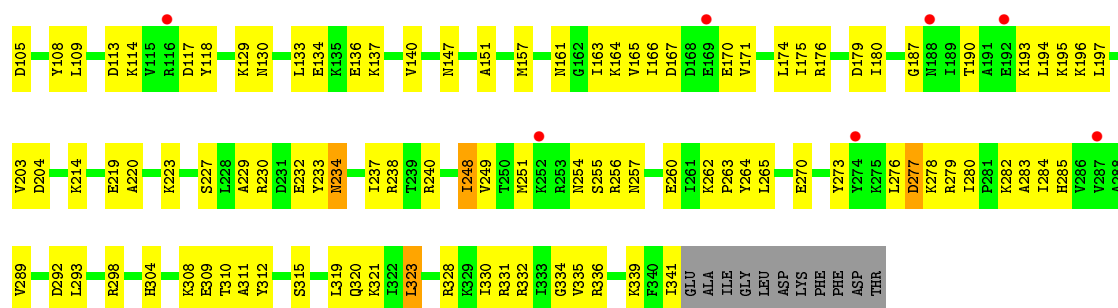 D105 Y108 L109 D113 K114 V115 R116 D117 Y118 K129 N130 L133 E134 K135 E136 K137 V140 N147 A151 M157 N161 G162 I163 K164 V165 I166 D167 D168 E169 E170 V171 L174 I175 R176 D179 I180 G187 N188 I189 T190 A191 E192 K193 L194 K195 K196 L197
V203 D204 K214 E219 A220 K223 S227 L228 A229 R230 D231 E232 Y233 N234 I237 R238 T239 R240 I248 V249 T250 M251 K252 R253 N254 S255 R256 N257 E260 I261 K262 P263 Y264 L265 E270 Y273 Y274 K275 L276 D277 K278 R279 I280 P281 K282 A283 I284 H285 V286 V287
V289 D292 L293 R298 H304 K308 E309 T310 A311 Y312 S315 L319 Q320 K321 I322 L323 R328 K329 I330 R331 R332 I333 G334 V335 R336 K339 F340 I341 GLU ALA ILE GLY LEU ASP LYS PHE PHE ASP THR